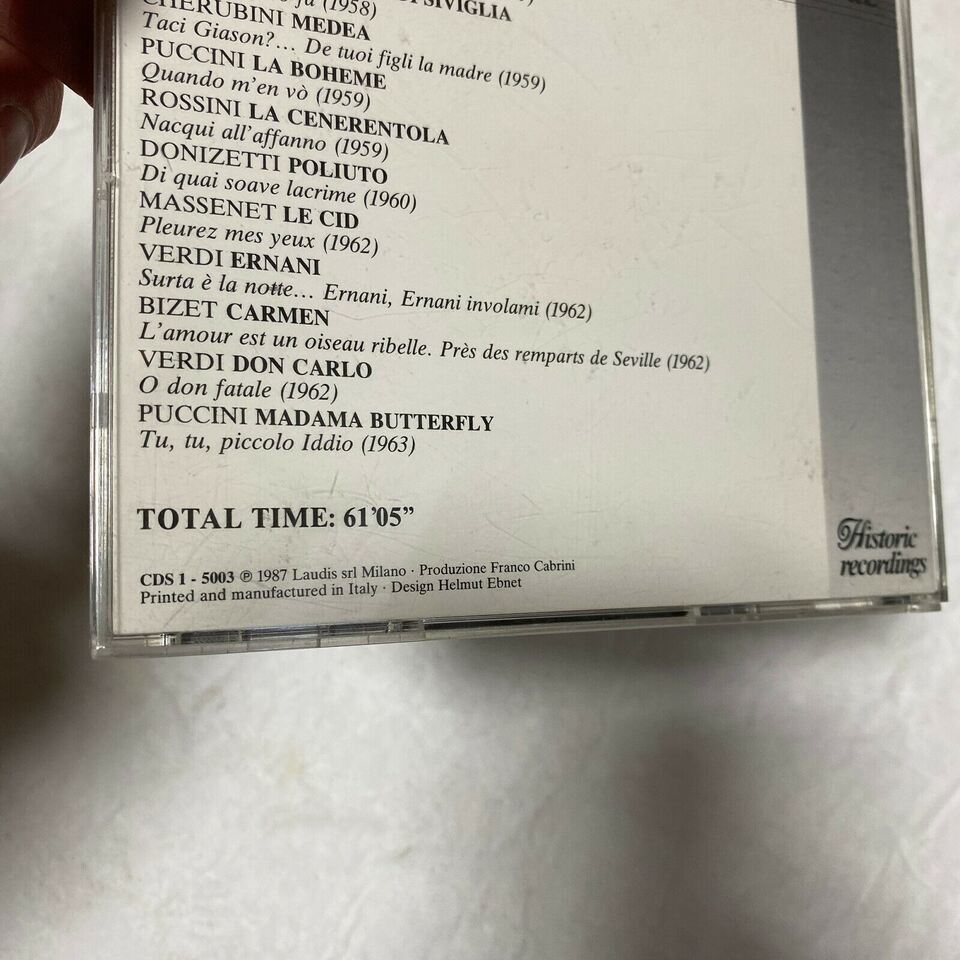 DI SIVIGLIA
fa (1958)
CHERUBINI MEDEA
Taci Giason?... De tuoi figli la madre (1959)
PUCCINI LA BOHEME
Quando m'en vò (1959)
ROSSINI LA CENERENTOLA
Nacqui all'affanno (1959)
DONIZETTI POLIUTO
Di quai soave lacrime (1960)
MASSENET LE CID
Pleurez mes yeux (1962)
VERDI ERNANI
Surta è la notte... Ernani, Ernani involami (1962)
BIZET CARMEN
L'amour est un oiseau ribelle. Près des remparts de Seville (1962)
VERDI DON CARLO
O don fatale (1962)
PUCCINI MADAMA BUTTERFLY
Tu, tu, piccolo Iddio (1963)
TOTAL TIME: 61'05"
CDS 1 - 5003 ℗ 1987 Laudis srl Milano · Produzione Franco Cabrini
Printed and manufactured in Italy · Design Helmut Ebnet
Historic
recordings